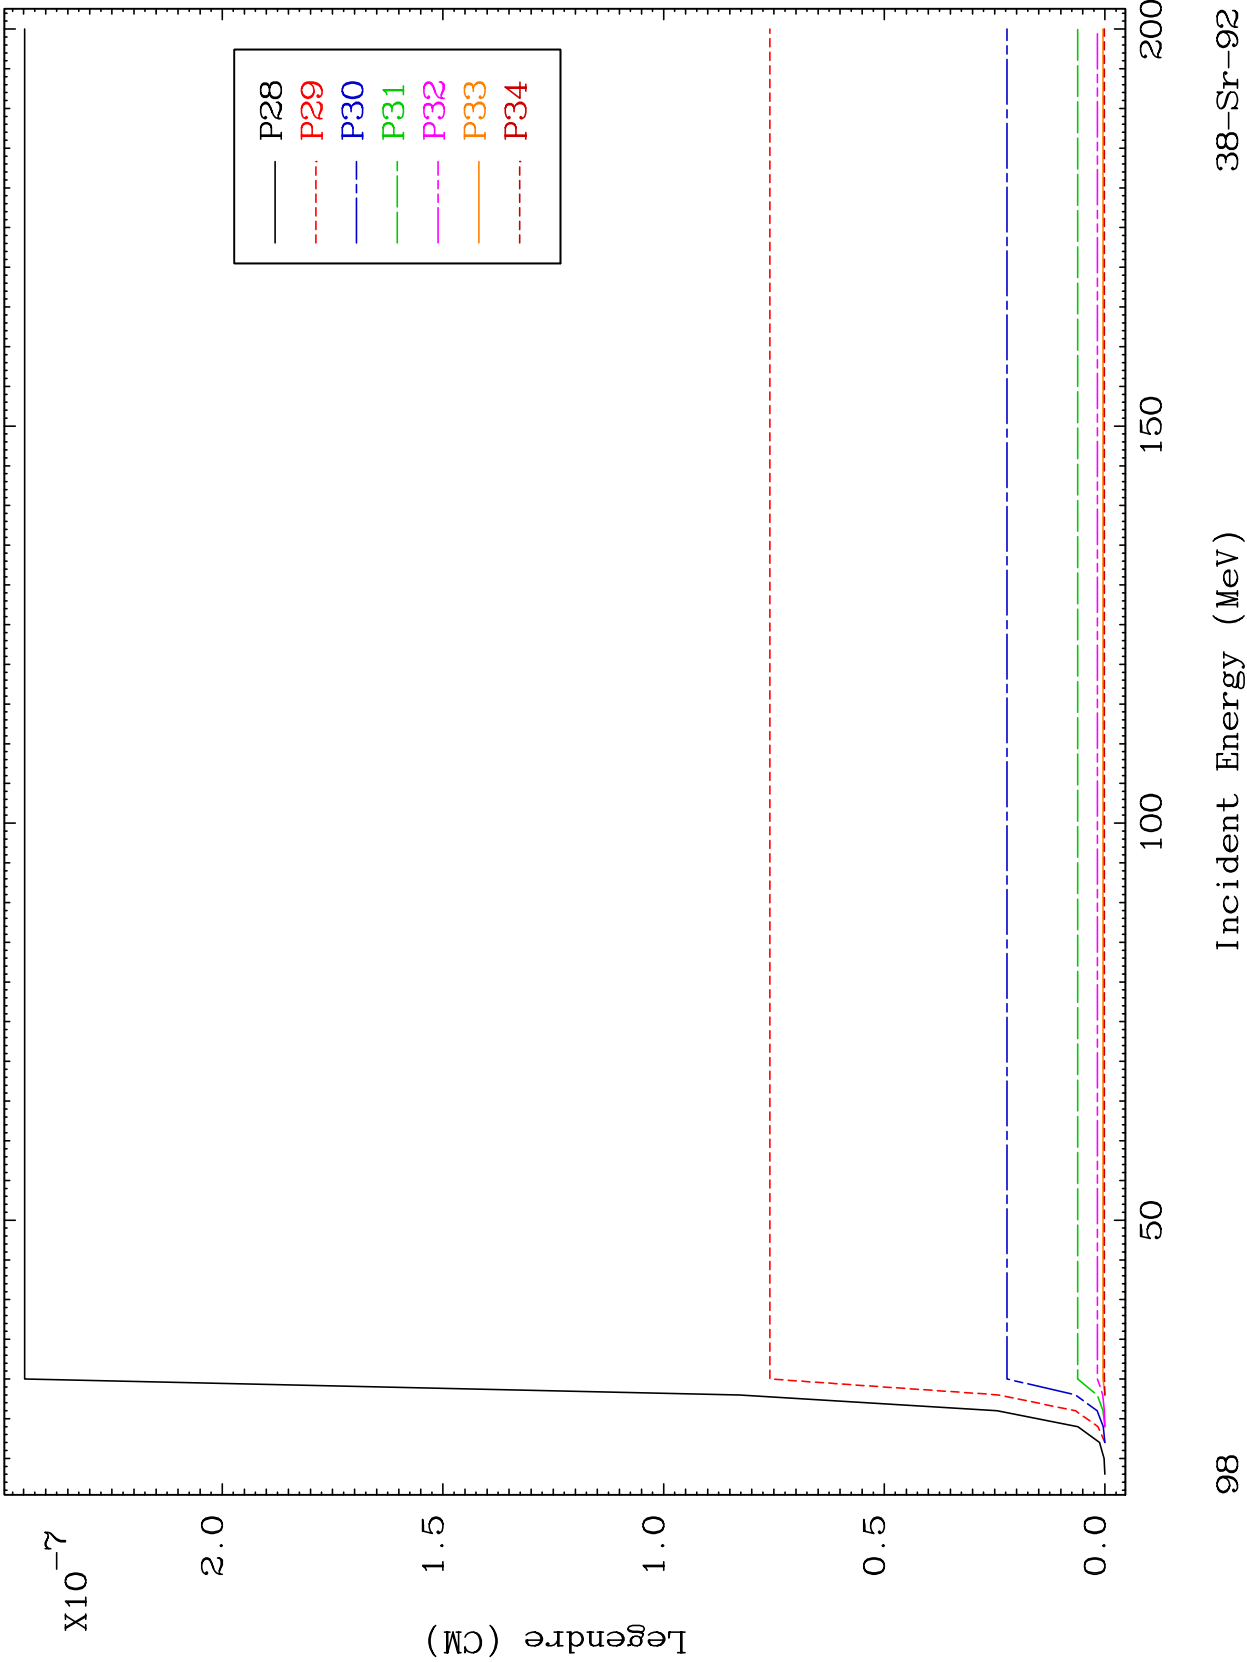 X10-7
2.0
1.5
1.0
0.5
0.0
Legendre (CM)
P28
P29
P30
P31
P32
P33
P34
50
100
150
200
Incident Energy (MeV)
98
38-Sr-92